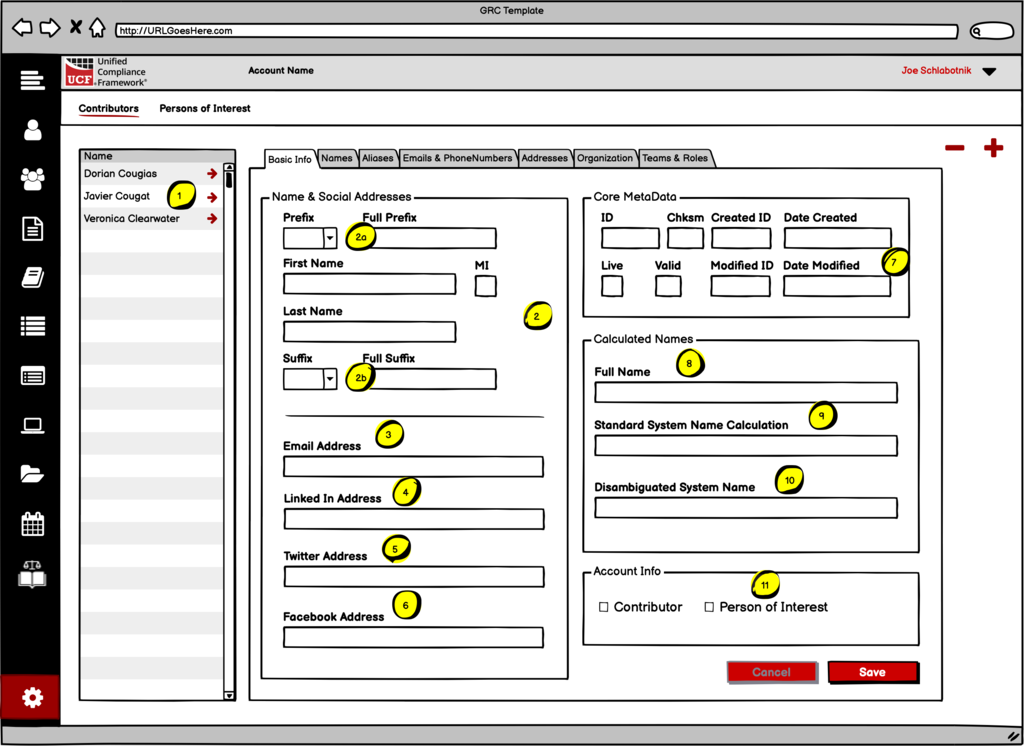 GRC Template
http://URLGoesHere.com
UCF Unified Compliance Framework®
Account Name
Joe Schlabotnik
Contributors Persons of Interest
Name
Dorian Cougias
Javier Cougat 1
Veronica Clearwater
Basic Info Names Aliases Emails & PhoneNumbers Addresses Organization Teams & Roles
Name & Social Addresses
Prefix Full Prefix
2a
First Name MI
Last Name 2
Suffix Full Suffix
2b
Email Address 3
Linked In Address 4
Twitter Address 5
Facebook Address 6
Core MetaData
ID Chksm Created ID Date Created
Live Valid Modified ID Date Modified 7
Calculated Names
Full Name 8
Standard System Name Calculation 9
Disambiguated System Name 10
Account Info
11
Contributor Person of Interest
Cancel Save